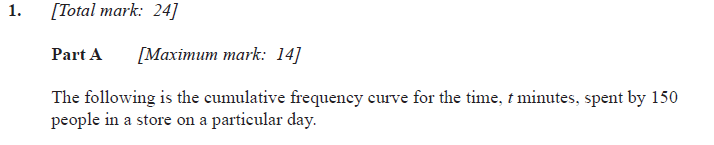 1. [Total mark: 24]
Part A [Maximum mark: 14]
The following is the cumulative frequency curve for the time, t minutes, spent by 150
people in a store on a particular day.